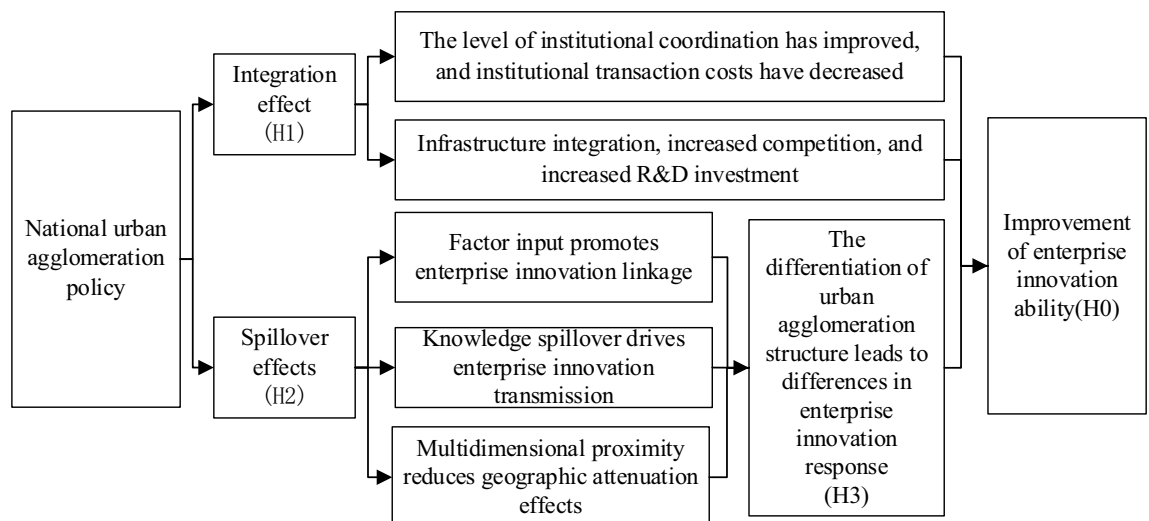 National urban
agglomeration
policy
Integration
effect
(H1)
Spillover
effects
(H2)
The level of institutional coordination has improved,
and institutional transaction costs have decreased
Infrastructure integration, increased competition, and
increased R&D investment
Factor input promotes
enterprise innovation linkage
Knowledge spillover drives
enterprise innovation
transmission
Multidimensional proximity
reduces geographic attenuation
effects
The
differentiation of
urban
agglomeration
structure leads to
differences in
enterprise
innovation
response
(H3)
Improvement
of enterprise
innovation
ability(H0)